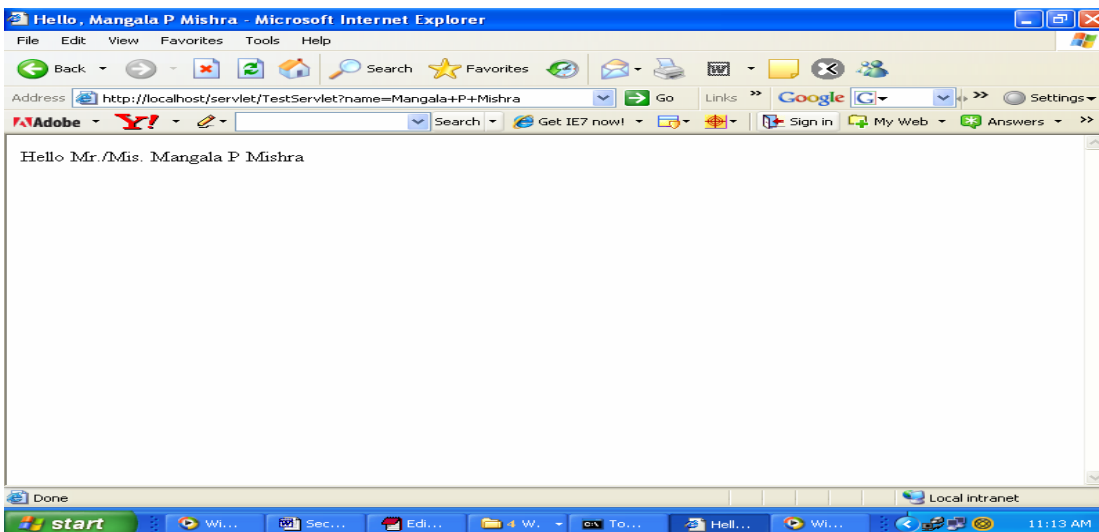 Hello, Mangala P Mishra - Microsoft Internet Explorer
File Edit View Favorites Tools Help
Back Search Favorites W
Address http://localhost/servlet/TestServlet?name=Mangala+P+Mishra Go Links » Google G Settings
Adobe Y! Search Get IE7 now! Sign in My Web Answers »
Hello Mr./Mis. Mangala P Mishra
Done Local intranet
start Wi... Sec... Edi... 4 W. To... Hell... Wi... 11:13 AM